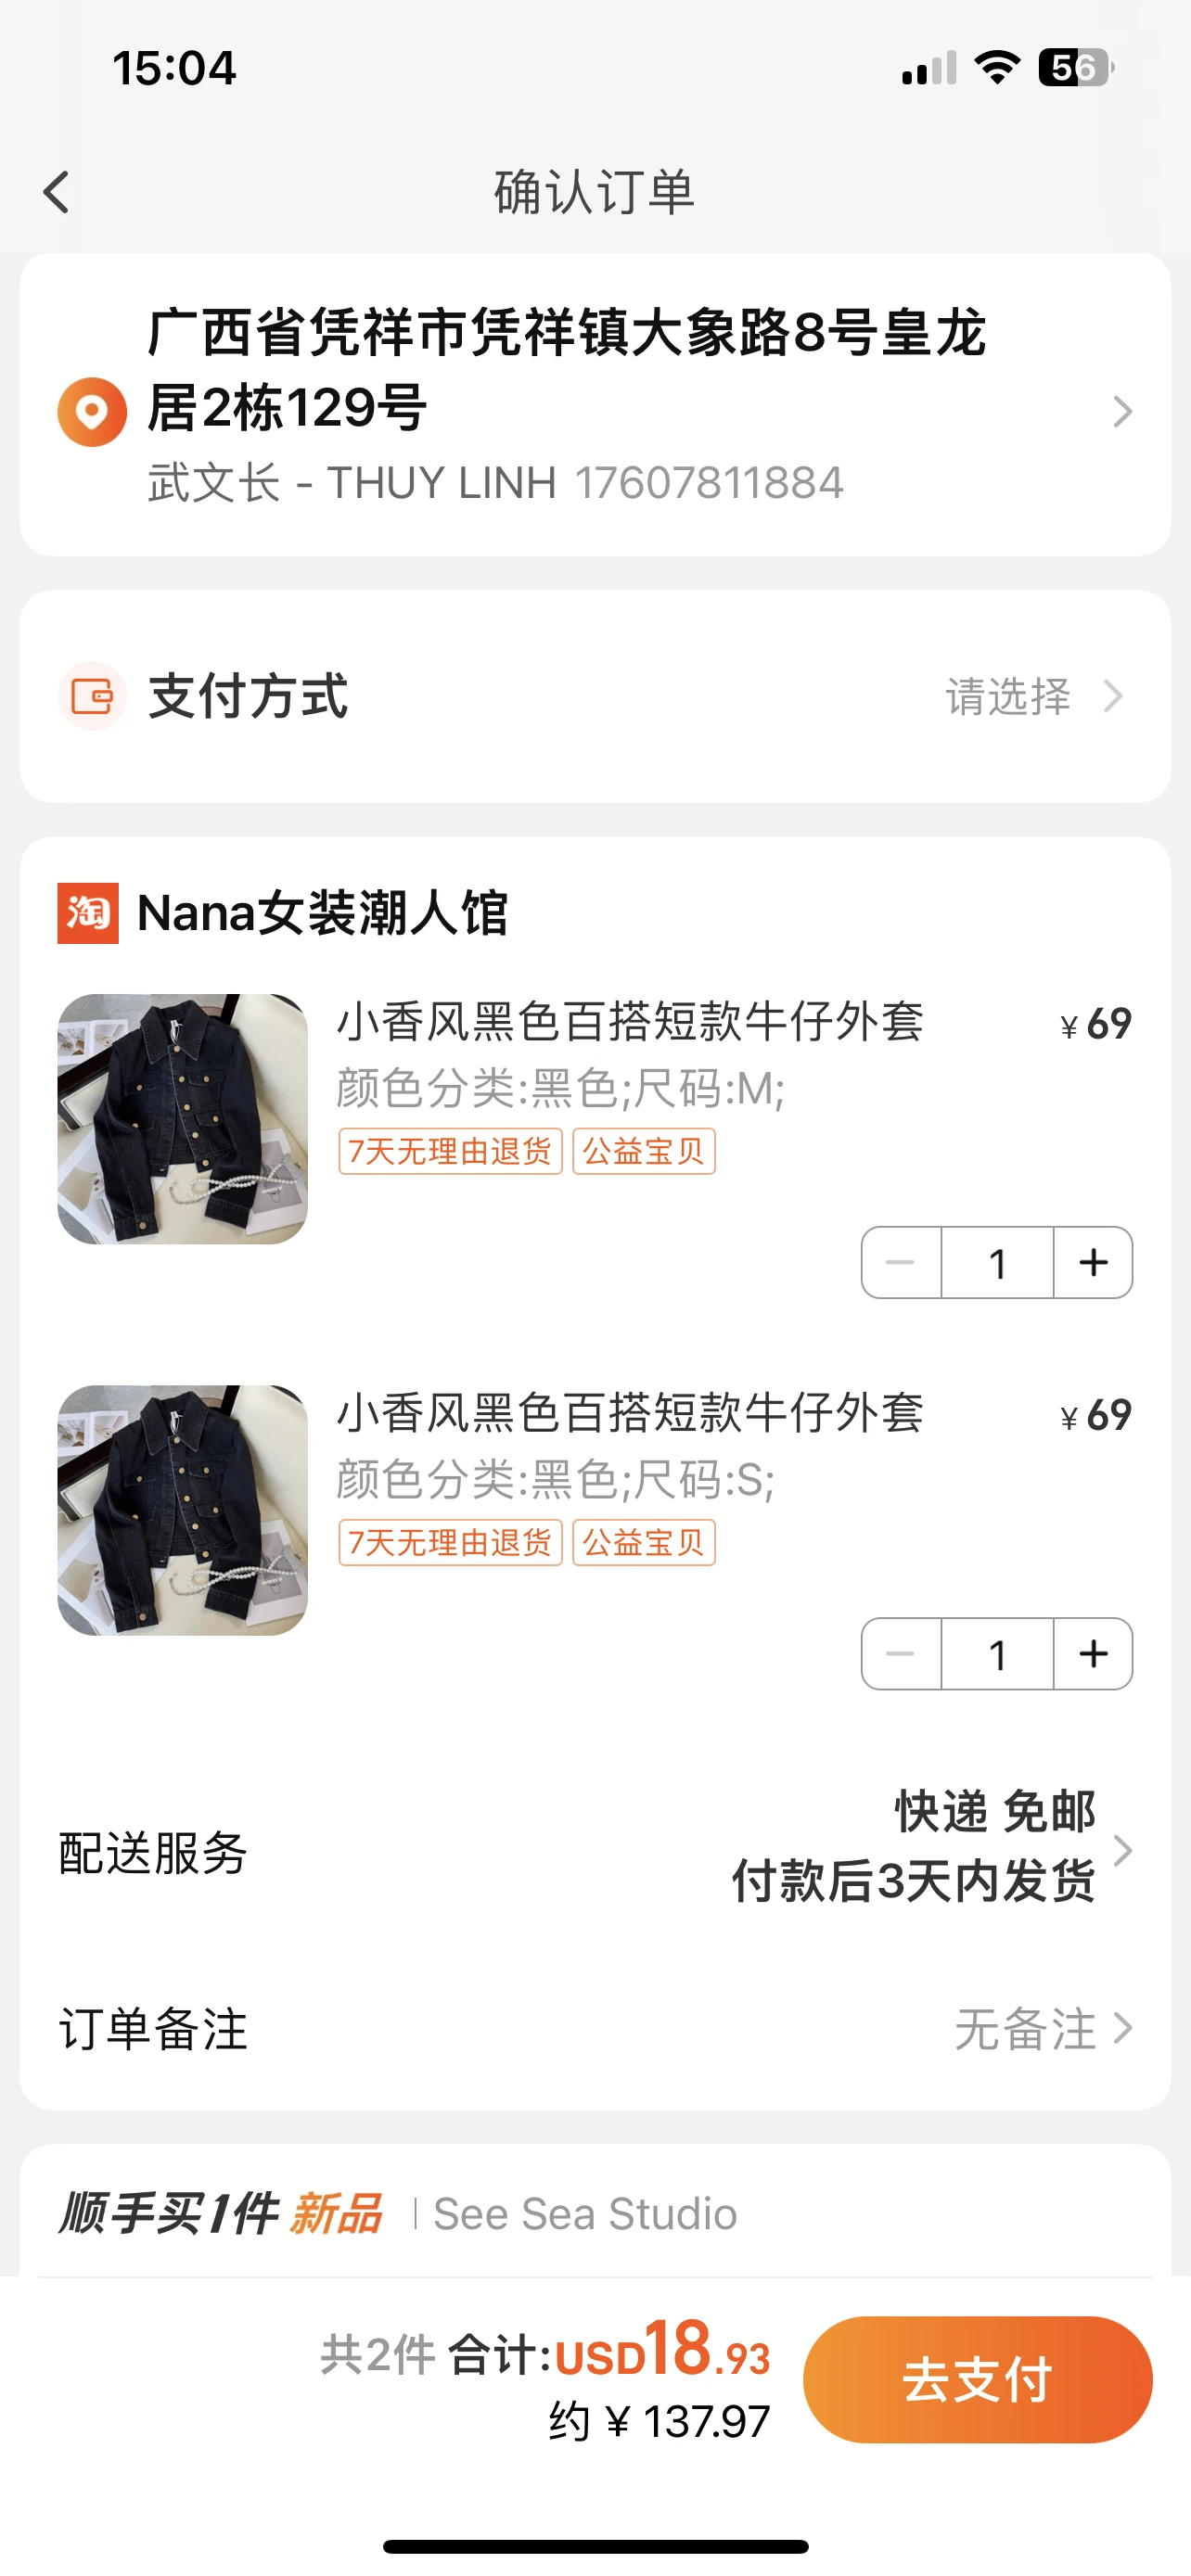 15:04
56
确认订单
广西省凭祥市凭祥镇大象路8号皇龙
居2栋129号
武文长 - THUY LINH 17607811884
支付方式 请选择
淘 Nana女装潮人馆
小香风黑色百搭短款牛仔外套 ¥ 69
颜色分类:黑色;尺码:M;
7天无理由退货 公益宝贝
1
小香风黑色百搭短款牛仔外套 ¥ 69
颜色分类:黑色;尺码:S;
7天无理由退货 公益宝贝
1
快递 免邮
配送服务
付款后3天内发货
订单备注 无备注
顺手买1件 新品 See Sea Studio
共2件 合计:USD18.93
约 ¥ 137.97
去支付